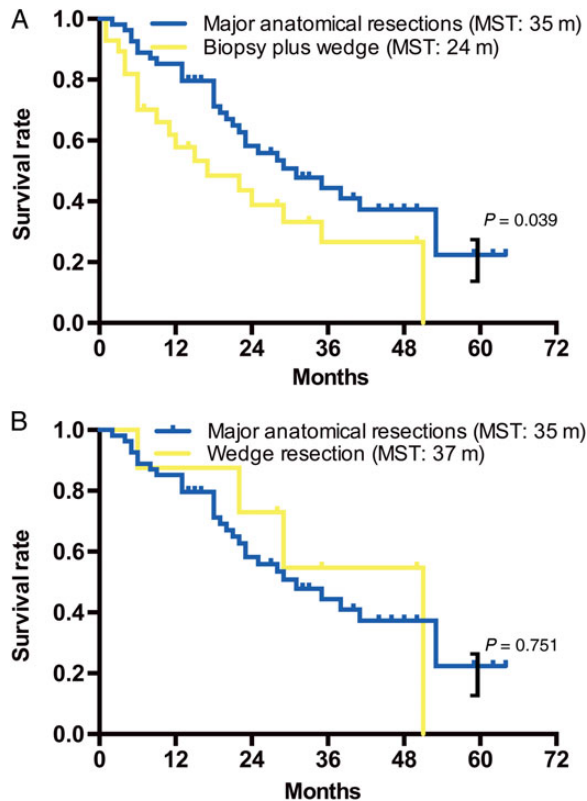 A
Major anatomical resections (MST: 35 m)
Biopsy plus wedge (MST: 24 m)
1.0
0.8
0.6
0.4
0.2
0.0
Survival rate
P = 0.039
0 12 24 36 48 60 72
Months
B
Major anatomical resections (MST: 35 m)
Wedge resection (MST: 37 m)
1.0
0.8
0.6
0.4
0.2
0.0
Survival rate
P = 0.751
0 12 24 36 48 60 72
Months